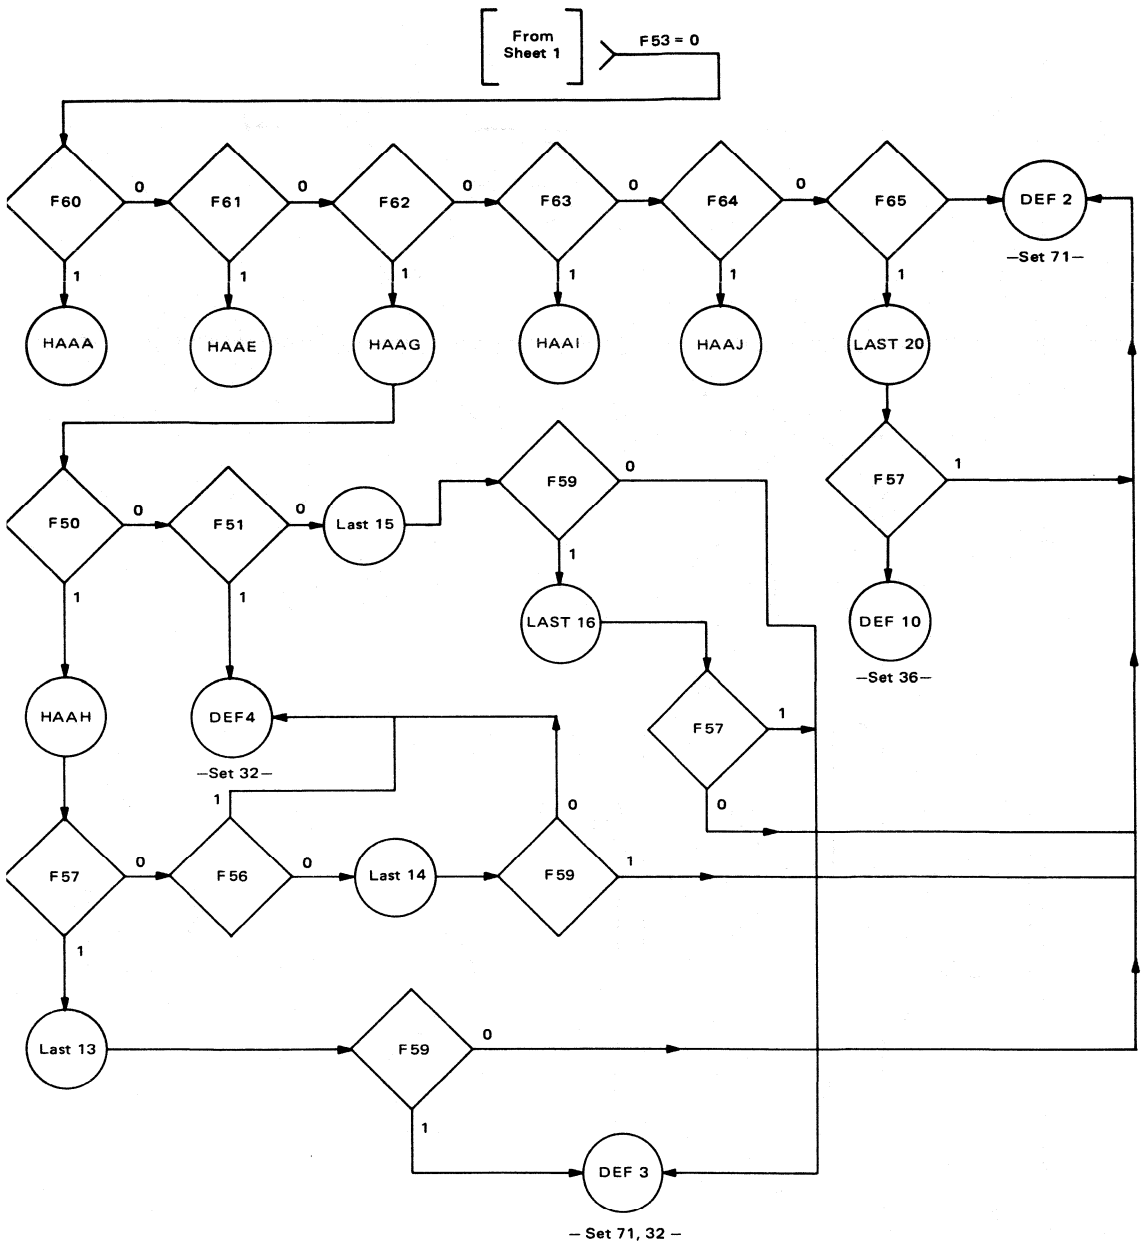 From
Sheet 1
F53 = 0
F60
0
F61
0
F62
0
F63
0
F64
0
F65
DEF 2
—Set 71—
1
1
1
1
1
1
HAAA
HAAE
HAAG
HAAI
HAAJ
LAST 20
F50
0
F51
0
Last 15
F59
0
F57
1
1
1
1
LAST 16
DEF 10
—Set 36—
HAAH
DEF4
—Set 32—
F57
1
0
1
0
F57
0
F56
0
Last 14
F59
1
1
Last 13
F59
0
1
DEF 3
— Set 71, 32 —